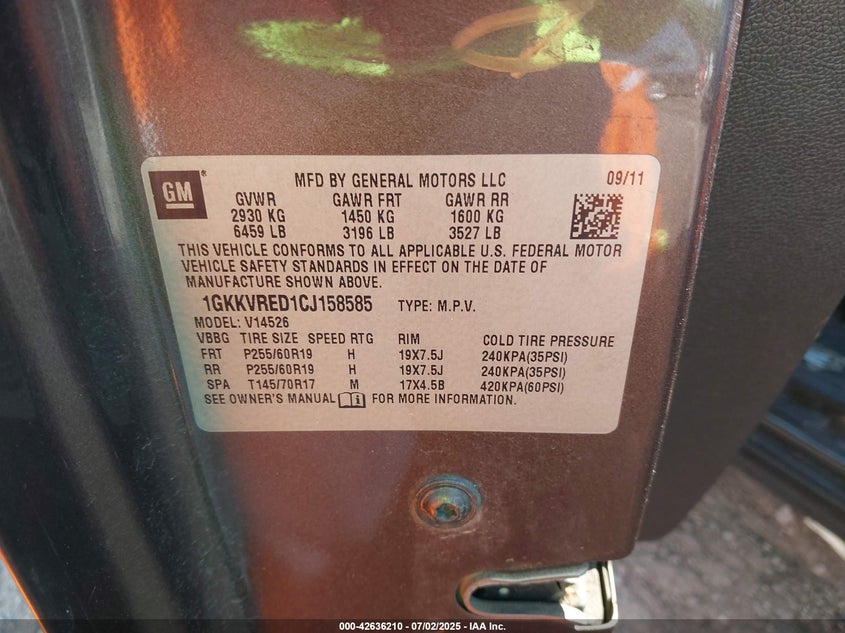 GM
MFD BY GENERAL MOTORS LLC 09/11
GVWR GAWR FRT GAWR RR
2930 KG 1450 KG 1600 KG
6459 LB 3196 LB 3527 LB
THIS VEHICLE CONFORMS TO ALL APPLICABLE U.S. FEDERAL MOTOR
VEHICLE SAFETY STANDARDS IN EFFECT ON THE DATE OF
MANUFACTURE SHOWN ABOVE.
1GKKVRED1CJ158585 TYPE: M.P.V.
MODEL: V14526
VBBG TIRE SIZE SPEED RTG RIM COLD TIRE PRESSURE
FRT P255/60R19 H 19X7.5J 240KPA(35PSI)
RR P255/60R19 H 19X7.5J 240KPA(35PSI)
SPA T145/70R17 M 17X4.5B 420KPA(60PSI)
SEE OWNER'S MANUAL FOR MORE INFORMATION.
000-42636210 - 07/02/2025 - IAA Inc.